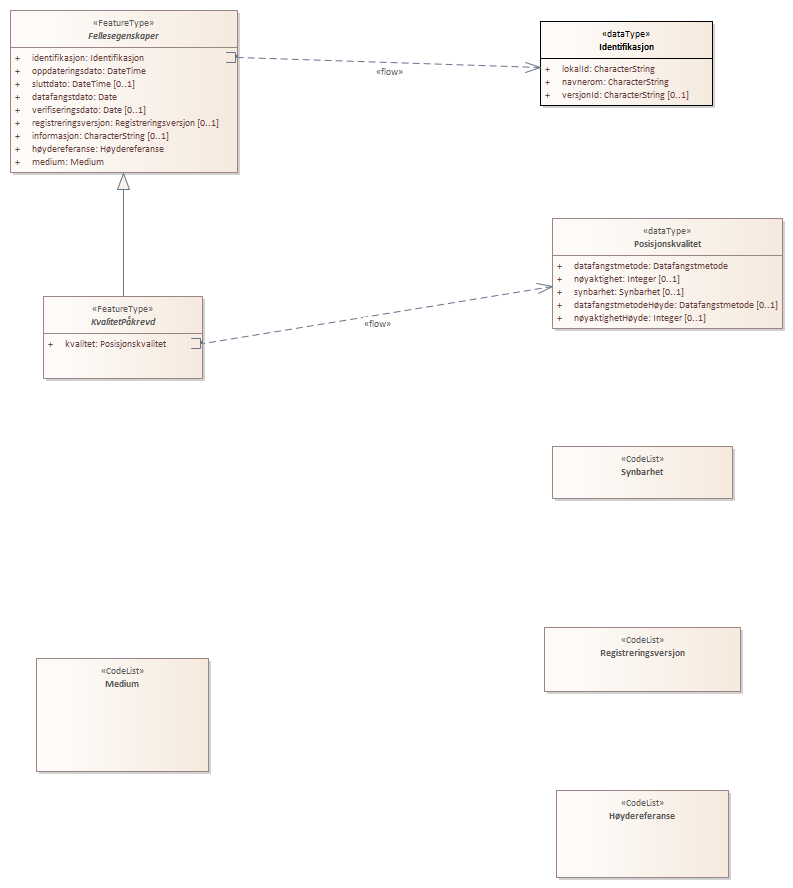 «FeatureType»
Fellesegenskaper
+ identifikasjon: Identifikasjon
+ oppdateringsdato: DateTime
+ sluttdato: DateTime [0..1]
+ datafangstdato: Date
+ verifiseringsdato: Date [0..1]
+ registreringsversjon: Registreringsversjon [0..1]
+ informasjon: CharacterString [0..1]
+ høydereferanse: Høydereferanse
+ medium: Medium
«flow»
«dataType»
Identifikasjon
+ lokalId: CharacterString
+ navnerom: CharacterString
+ versjonId: CharacterString [0..1]
«dataType»
Posisjonskvalitet
+ datafangstmetode: Datafangstmetode
+ nøyaktighet: Integer [0..1]
+ synbarhet: Synbarhet [0..1]
+ datafangstmetodeHøyde: Datafangstmetode [0..1]
+ nøyaktighetHøyde: Integer [0..1]
«FeatureType»
KvalitetPåkrevd
+ kvalitet: Posisjonskvalitet
«flow»
«CodeList»
Synbarhet
«CodeList»
Registreringsversjon
«CodeList»
Medium
«CodeList»
Høydereferanse